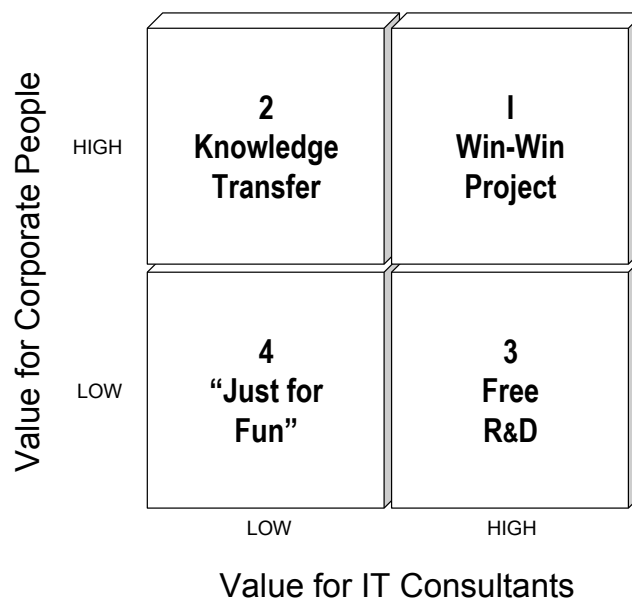 Value for Corporate People
HIGH
2
Knowledge
Transfer
I
Win-Win
Project
LOW
4
“Just for
Fun”
3
Free
R&D
LOW
HIGH
Value for IT Consultants